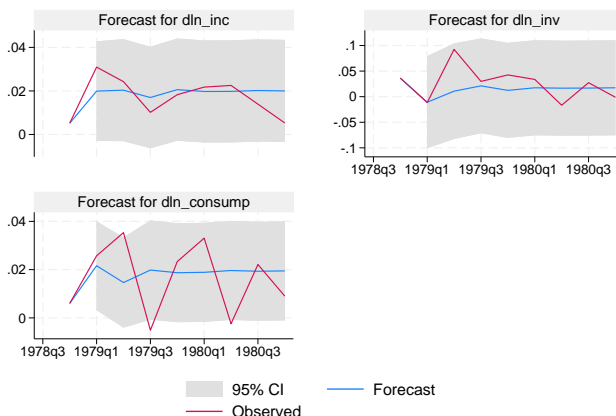 Forecast for dln_inc
.04
.02
0
Forecast for dln_inv
.1
.05
0
-.05
-.1
1978q3 1979q1 1979q3 1980q1 1980q3
Forecast for dln_consump
.04
.02
0
1978q3 1979q1 1979q3 1980q1 1980q3
95% CI Forecast
Observed